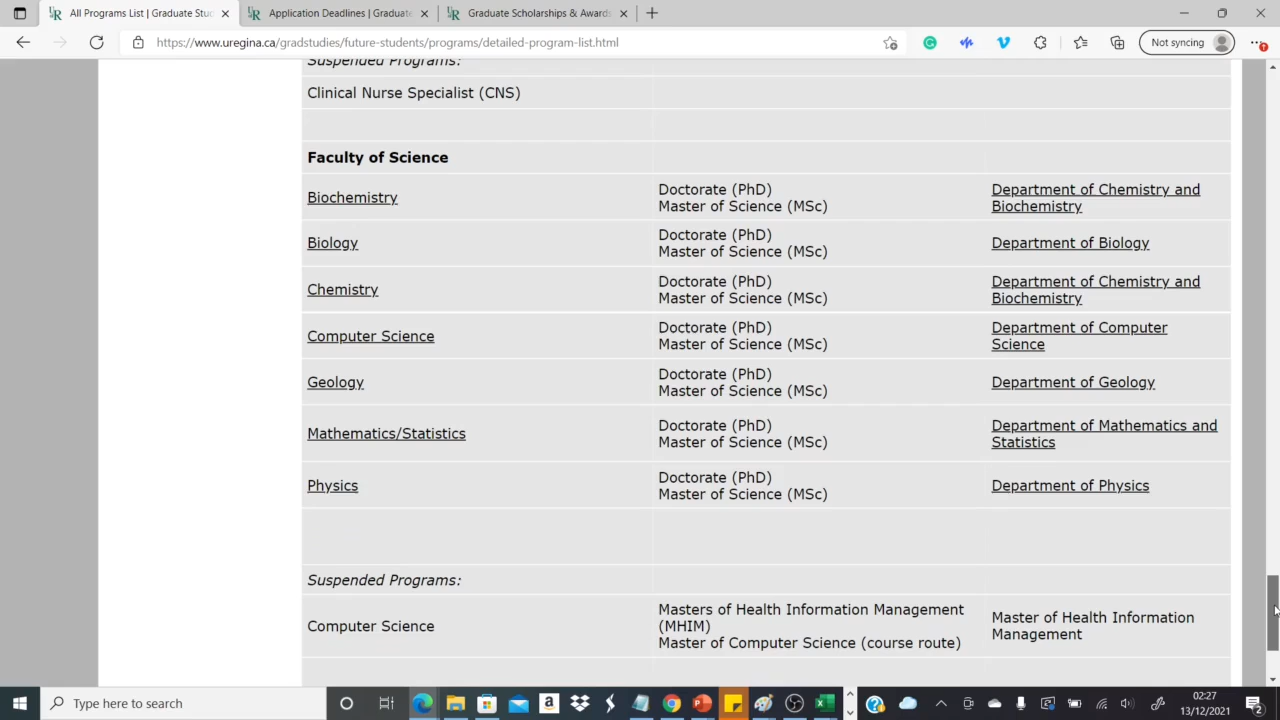 All Programs List | Graduate Stud
Application Deadlines | Graduate
Graduate Scholarships & Awards
https://www.uregina.ca/gradstudies/future-students/programs/detailed-program-list.html
Not syncing
Suspended Programs:
Clinical Nurse Specialist (CNS)
Faculty of Science
Biochemistry
Doctorate (PhD)
Master of Science (MSc)
Department of Chemistry and
Biochemistry
Biology
Doctorate (PhD)
Master of Science (MSc)
Department of Biology
Chemistry
Doctorate (PhD)
Master of Science (MSc)
Department of Chemistry and
Biochemistry
Computer Science
Doctorate (PhD)
Master of Science (MSc)
Department of Computer
Science
Geology
Doctorate (PhD)
Master of Science (MSc)
Department of Geology
Mathematics/Statistics
Doctorate (PhD)
Master of Science (MSc)
Department of Mathematics and
Statistics
Physics
Doctorate (PhD)
Master of Science (MSc)
Department of Physics
Suspended Programs:
Computer Science
Masters of Health Information Management
(MHIM)
Master of Computer Science (course route)
Master of Health Information
Management
Type here to search
02:27
13/12/2021
2